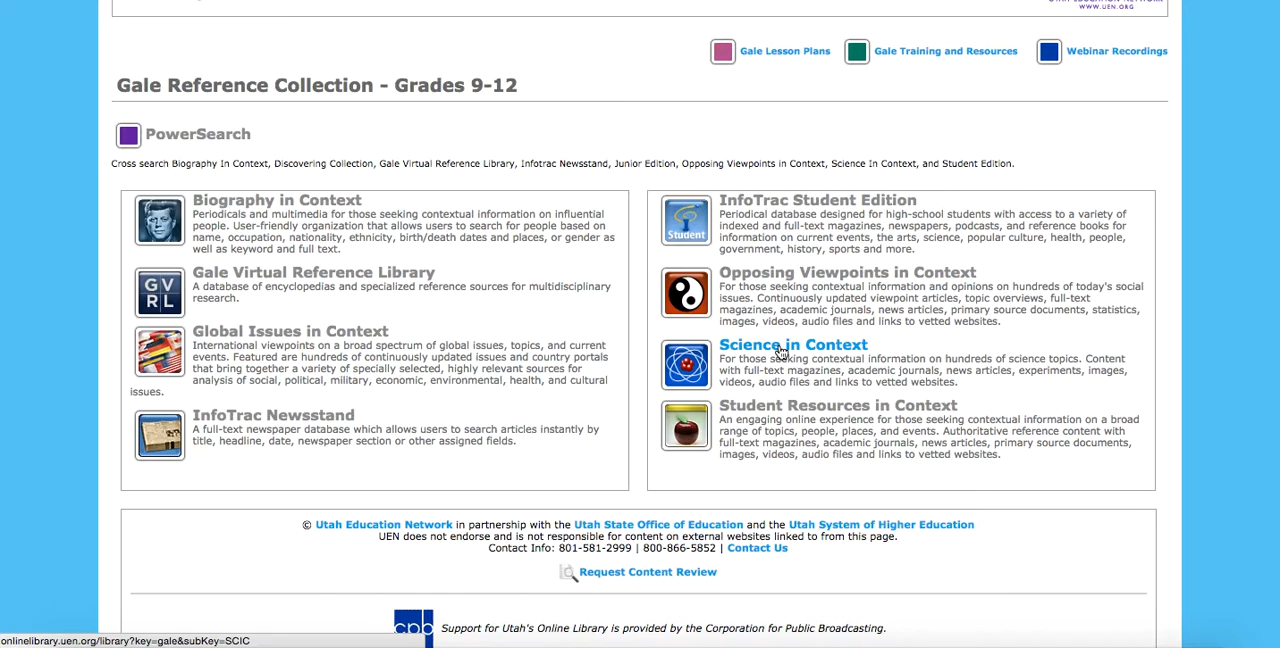 WWW.UEN.ORG
Gale Lesson Plans
Gale Training and Resources
Webinar Recordings
Gale Reference Collection - Grades 9-12
PowerSearch
Cross search Biography In Context, Discovering Collection, Gale Virtual Reference Library, Infotrac Newsstand, Junior Edition, Opposing Viewpoints in Context, Science In Context, and Student Edition.
Biography in Context
Periodicals and multimedia for those seeking contextual information on influential
people. User-friendly organization that allows users to search for people based on
name, occupation, nationality, ethnicity, birth/death dates and places, or gender as
well as keyword and full text.
GV
RL
Gale Virtual Reference Library
A database of encyclopedias and specialized reference sources for multidisciplinary
research.
Global Issues in Context
International viewpoints on a broad spectrum of global issues, topics, and current
events. Featured are hundreds of continuously updated issues and country portals
that bring together a variety of specially selected, highly relevant sources for
analysis of social, political, military, economic, environmental, health, and cultural
issues.
InfoTrac Newsstand
A full-text newspaper database which allows users to search articles instantly by
title, headline, date, newspaper section or other assigned fields.
Student
InfoTrac Student Edition
Periodical database designed for high-school students with access to a variety of
indexed and full-text magazines, newspapers, podcasts, and reference books for
information on current events, the arts, science, popular culture, health, people,
government, history, sports and more.
Opposing Viewpoints in Context
For those seeking contextual information and opinions on hundreds of today's social
issues. Continuously updated viewpoint articles, topic overviews, full-text
magazines, academic journals, news articles, primary source documents, statistics,
images, videos, audio files and links to vetted websites.
Science in Context
For those seeking contextual information on hundreds of science topics. Content
with full-text magazines, academic journals, news articles, experiments, images,
videos, audio files and links to vetted websites.
Student Resources in Context
An engaging online experience for those seeking contextual information on a broad
range of topics, people, places, and events. Authoritative reference content with
full-text magazines, academic journals, news articles, primary source documents,
images, videos, audio files and links to vetted websites.
© Utah Education Network in partnership with the Utah State Office of Education and the Utah System of Higher Education
UEN does not endorse and is not responsible for content on external websites linked to from this page.
Contact Info: 801-581-2999 | 800-866-5852 | Contact Us
Request Content Review
cpb
Support for Utah's Online Library is provided by the Corporation for Public Broadcasting.
onlinelibrary.uen.org/library?key=gale&subKey=SCIC